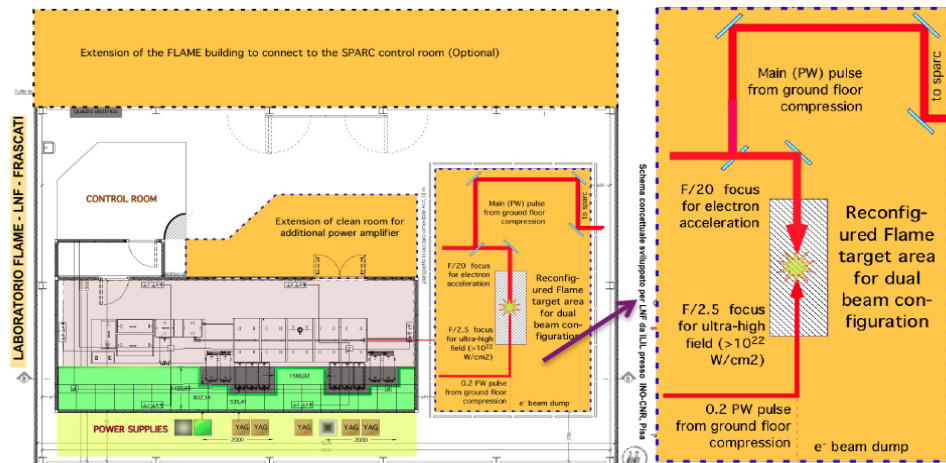 Extension of the FLAME building to connect to the SPARC control room (Optional)
Quadro elettrico
LABORATORIO FLAME - LNF - FRASCATI
CONTROL ROOM
Extension of clean room for
additional power amplifier
Main (PW) pulse
from ground floor
compression
to sparc
F/20 focus
for electron
acceleration
Reconfig-
ured Flame
target area
for dual
beam con-
figuration
F/2.5 focus
for ultra-high
field (>10²²
W/cm2)
0.2 PW pulse
from ground floor
compression
e⁻ beam dump
POWER SUPPLIES
YAG
YAG
YAG
YAG
YAG
2000
2000
1580,02
535,41
Schema concettuale sviluppato per LNF da ILIL presso INO-CNR, Pisa
Main (PW) pulse
from ground floor
compression
to sparc
F/20 focus
for electron
acceleration
Reconfig-
ured Flame
target area
for dual
beam con-
figuration
F/2.5 focus
for ultra-high
field (>10²²
W/cm2)
0.2 PW pulse
from ground floor
compression
e⁻ beam dump